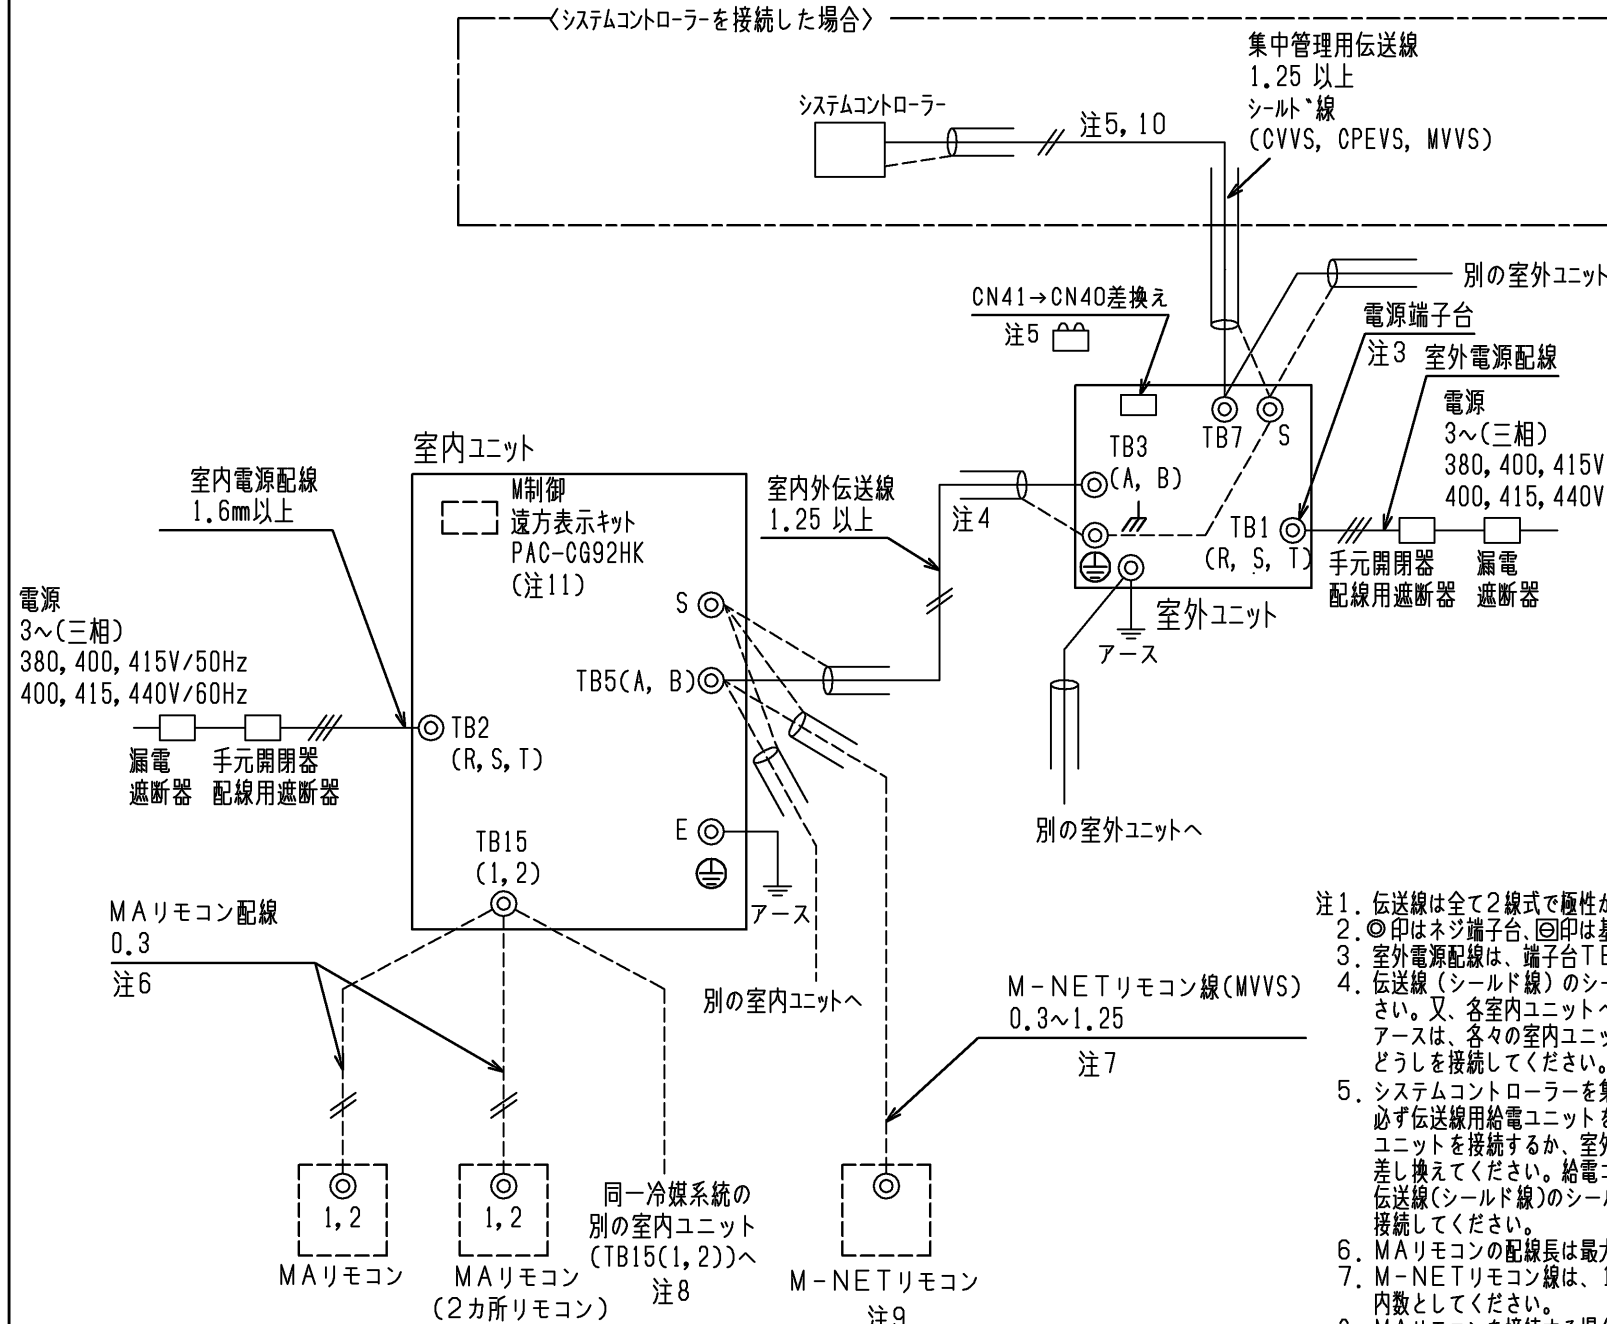 〈システムコントローラーを接続した場合〉
集中管理用伝送線
1.25 以上
シールド線
(CVVS, CPEVS, MVVS)
システムコントローラー
注5, 10
別の室外ユニット
CN41→CN40差換え
注5
電源端子台
注3
室外電源配線
電源
3~(三相)
380, 400, 415V
400, 415, 440V
TB7
S
TB3
(A, B)
TB1
(R, S, T)
手元開閉器
配線用遮断器
漏電
遮断器
室外ユニット
アース
別の室外ユニットへ
室内外伝送線
1.25 以上
注4
室内ユニット
M制御
遠方表示キット
PAC-CG92HK
(注11)
室内電源配線
1.6mm以上
電源
3~(三相)
380, 400, 415V/50Hz
400, 415, 440V/60Hz
漏電
遮断器
手元開閉器
配線用遮断器
TB2
(R, S, T)
S
TB5(A, B)
E
アース
TB15
(1, 2)
MAリモコン配線
0.3
注6
別の室内ユニットへ
M-NETリモコン線(MVVS)
0.3~1.25
注7
1, 2
MAリモコン
1, 2
MAリモコン
(2カ所リモコン)
同一冷媒系統の
別の室内ユニット
(TB15(1, 2))へ
注8
M-NETリモコン
注9
注1. 伝送線は全て2線式で極性が
2. ◎印はネジ端子台、回印は基
3. 室外電源配線は、端子台TB
4. 伝送線(シールド線)のシー
さい。又、各室内ユニットへ
アースは、各々の室内ユニッ
どうしを接続してください。
5. システムコントローラーを集
必ず伝送線用給電ユニットを
ユニットを接続するか、室外
差し換えてください。給電ユ
伝送線(シールド線)のシール
接続してください。
6. MAリモコンの配線長は最大
7. M-NETリモコン線は、1
内数としてください。